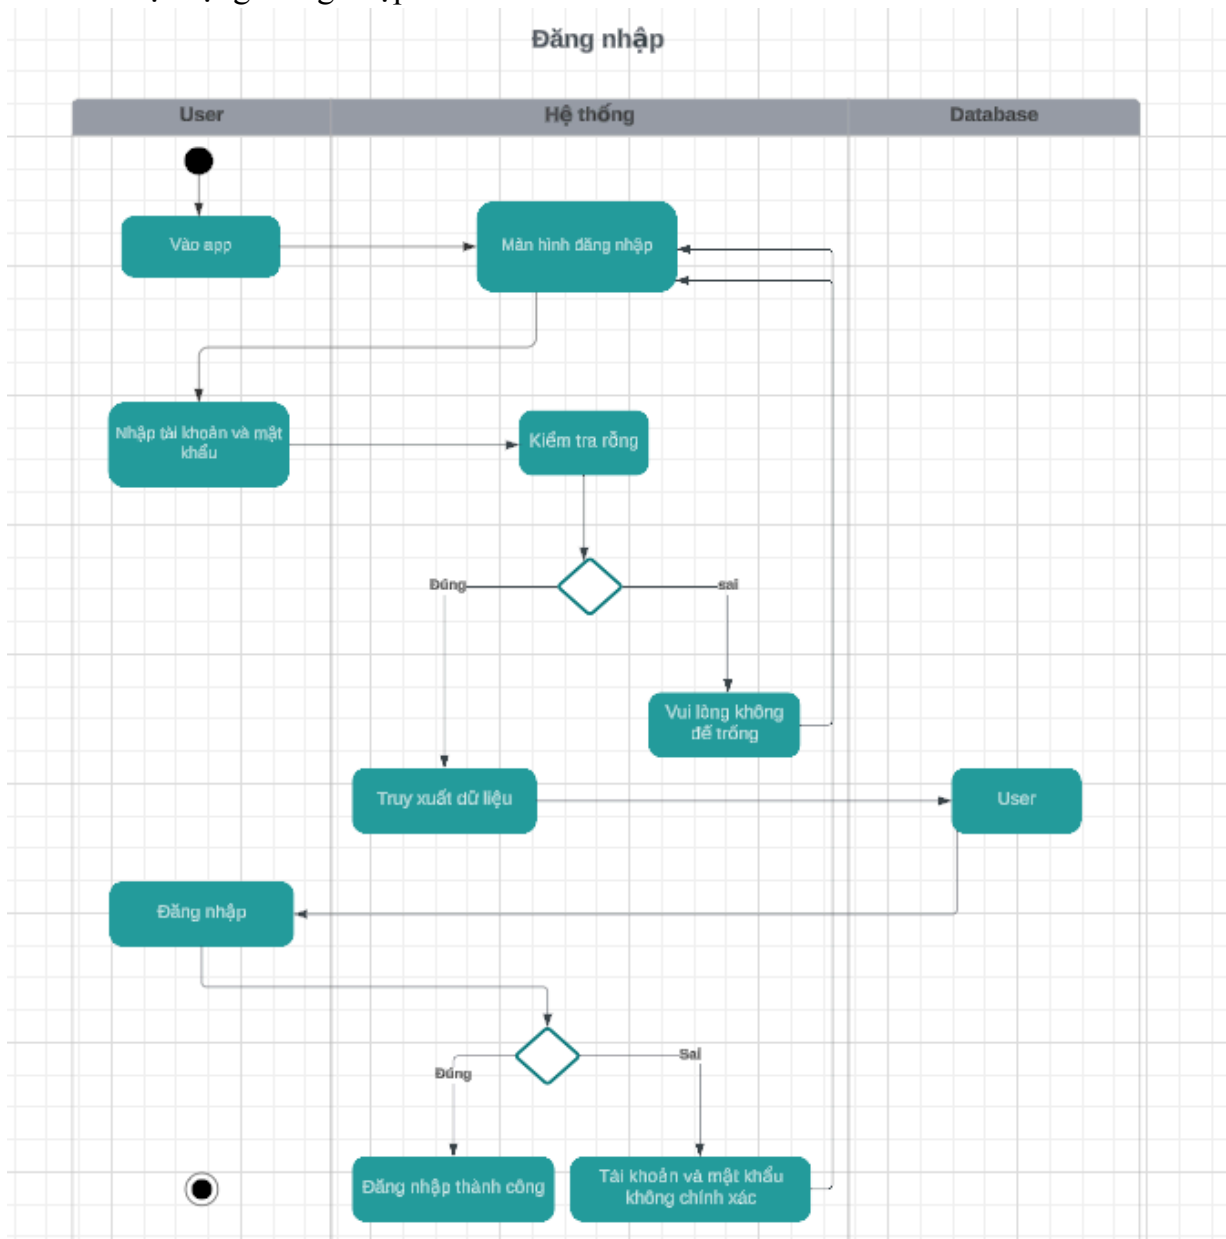 Đăng nhập
User
Hệ thống
Database
Vào app
Màn hình đăng nhập
Nhập tài khoản và mật
khẩu
Kiểm tra rỗng
Đúng
sai
Vui lòng không
để trống
Truy xuất dữ liệu
User
Đăng nhập
Đúng
Sai
Đăng nhập thành công
Tài khoản và mật khẩu
không chính xác